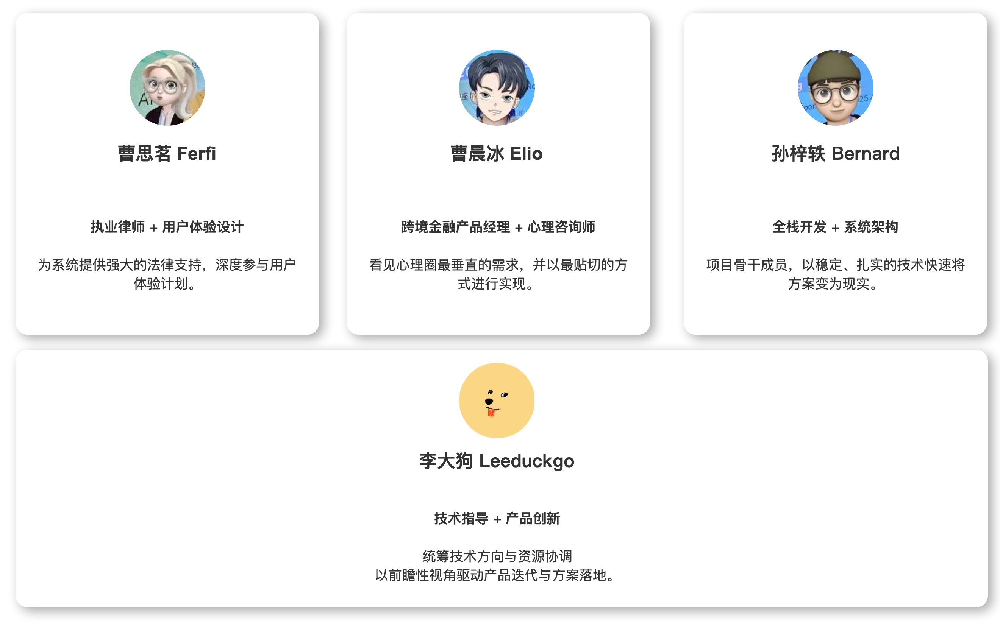 曹思茗 Ferfi
执业律师 + 用户体验设计
为系统提供强大的法律支持，深度参与用户
体验计划。
曹晨冰 Elio
跨境金融产品经理 + 心理咨询师
看见心理圈最垂直的需求，并以最贴切的方
式进行实现。
孙梓轶 Bernard
全栈开发 + 系统架构
项目骨干成员，以稳定、扎实的技术快速将
方案变为现实。
李大狗 Leeduckgo
技术指导 + 产品创新
统筹技术方向与资源协调
以前瞻性视角驱动产品迭代与方案落地。